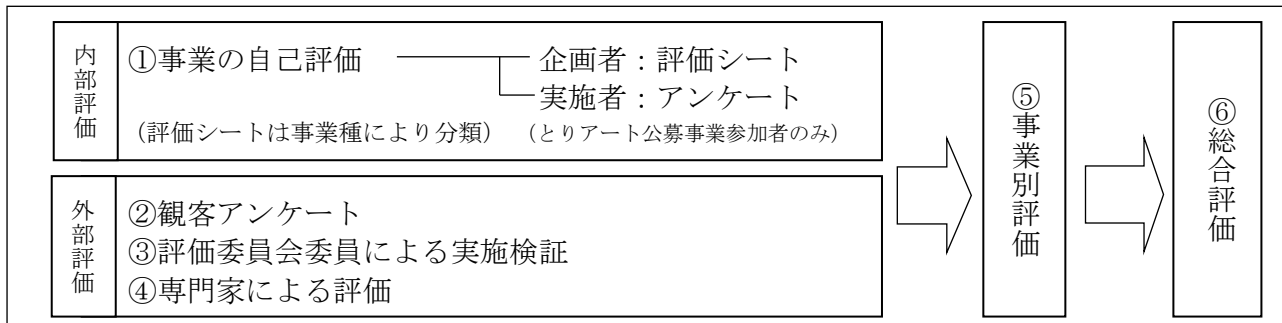 内部評価
①事業の自己評価
企画者：評価シート
実施者：アンケート
（評価シートは事業種により分類）
（とりアート公募事業参加者のみ）
外部評価
②観客アンケート
③評価委員会委員による実施検証
④専門家による評価
⑤事業別評価
⑥総合評価